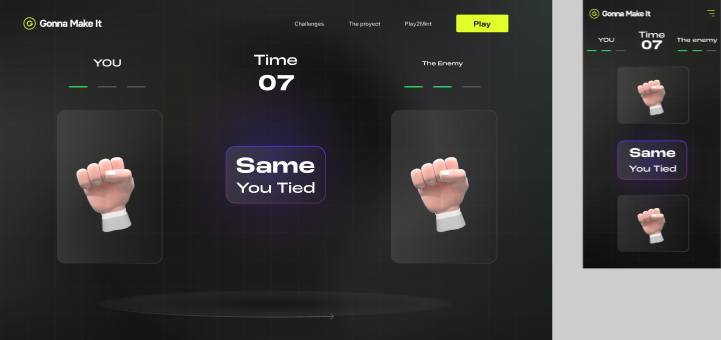 Gonna Make It
Challenges
The proyect
Play2Mint
Play
YOU
Time
07
The Enemy
Same
You Tied
Gonna Make It
YOU
Time
07
The enemy
Same
You Tied